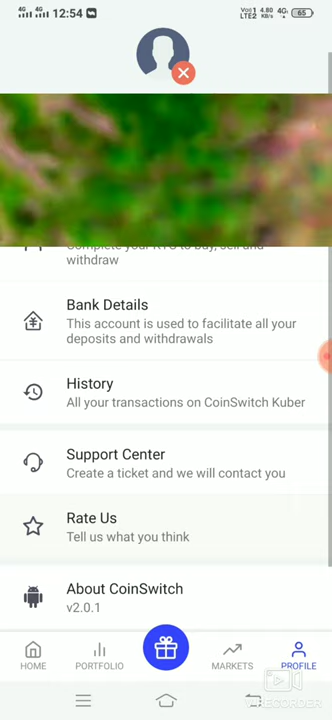 4G 4G 12:54 Vo0 1 LTE2 4.80 KB/s 4G 65
Complete your KYC to buy, sell and
withdraw
Bank Details
This account is used to facilitate all your
deposits and withdrawals
History
All your transactions on CoinSwitch Kuber
Support Center
Create a ticket and we will contact you
Rate Us
Tell us what you think
About CoinSwitch
v2.0.1
HOME PORTFOLIO MARKETS PROFILE